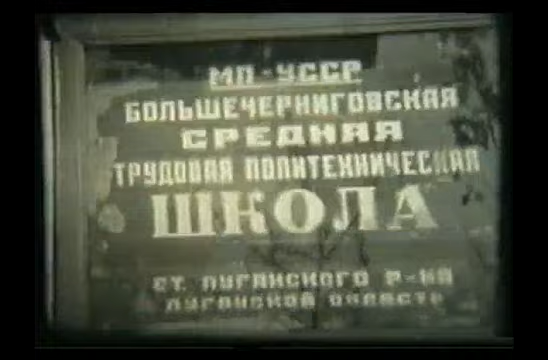 МП-УССР
БОЛЬШЕЧЕРНИГОВСКАЯ
СРЕДНЯЯ
ТРУДОВАЯ ПОЛИТЕХНИЧЕСКАЯ
ШКОЛА
СТ. ЛУГАНСКОГО Р-НА
ЛУГАНСКОЙ ОБЛАСТИ